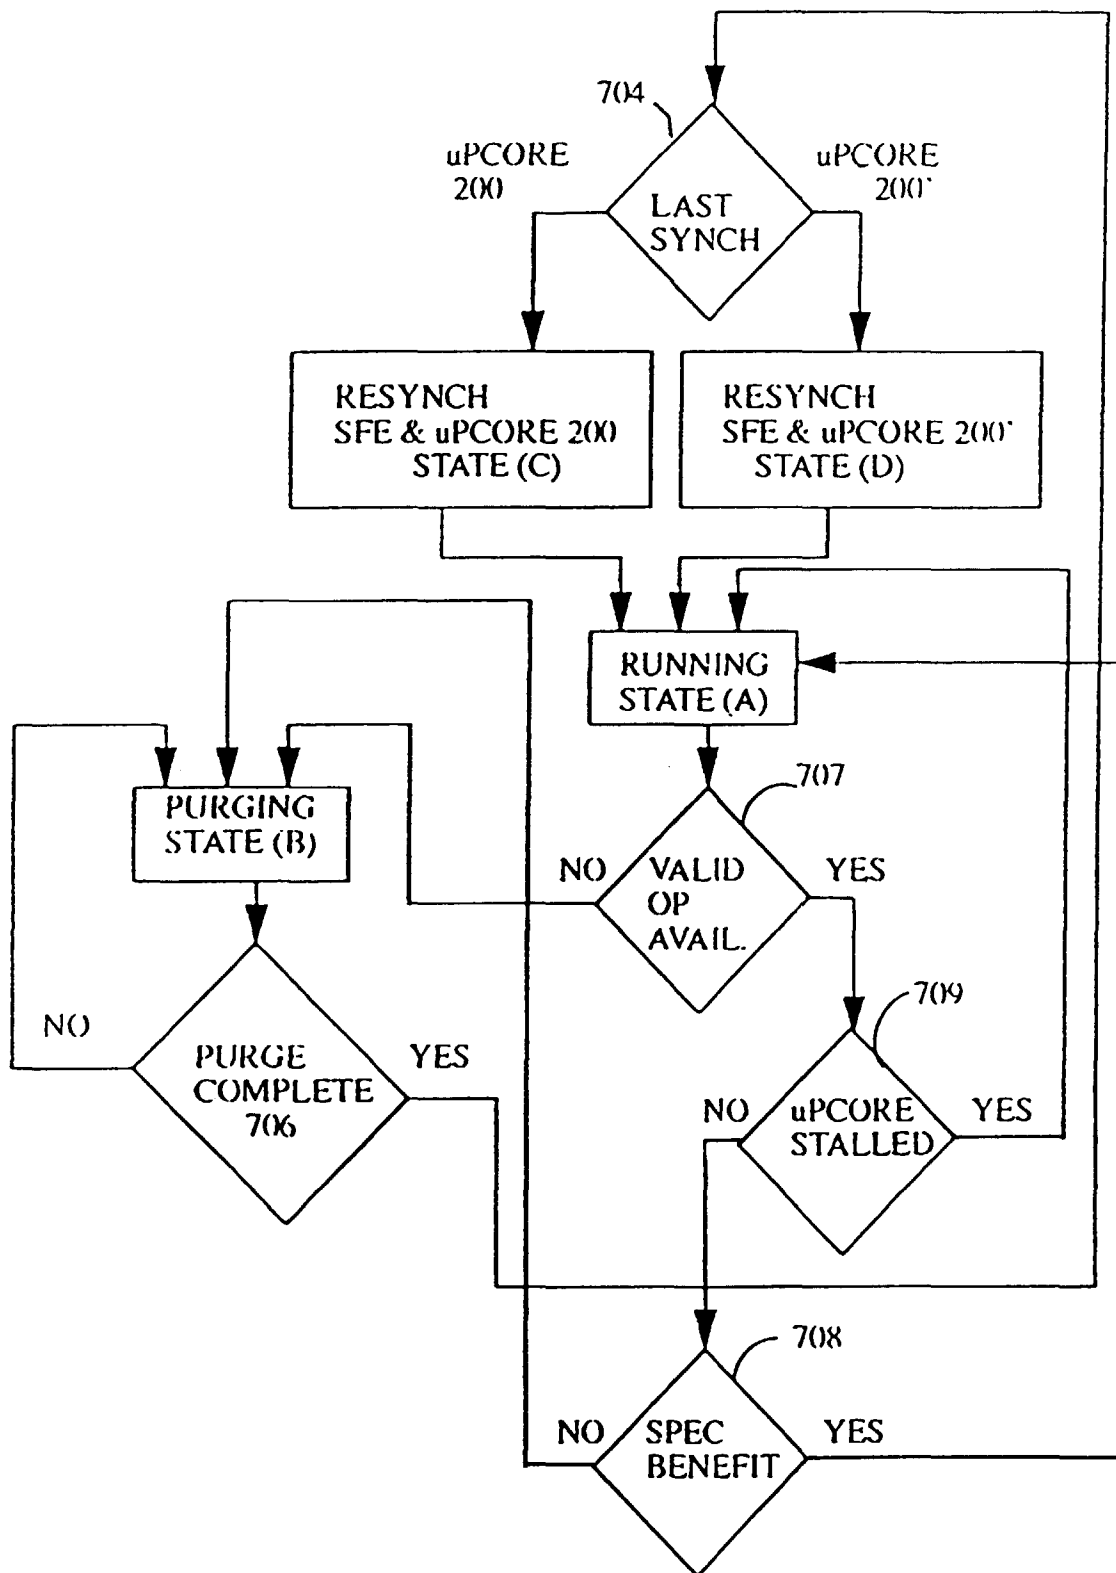 704
uPCORE
200
uPCORE
200'
LAST
SYNCH
RESYNCH
SFE & uPCORE 200
STATE (C)
RESYNCH
SFE & uPCORE 200'
STATE (D)
RUNNING
STATE (A)
707
PURGING
STATE (B)
NO
VALID
OP
AVAIL.
YES
709
NO
PURGE
COMPLETE
706
YES
NO
uPCORE
STALLED
YES
708
NO
SPEC
BENEFIT
YES